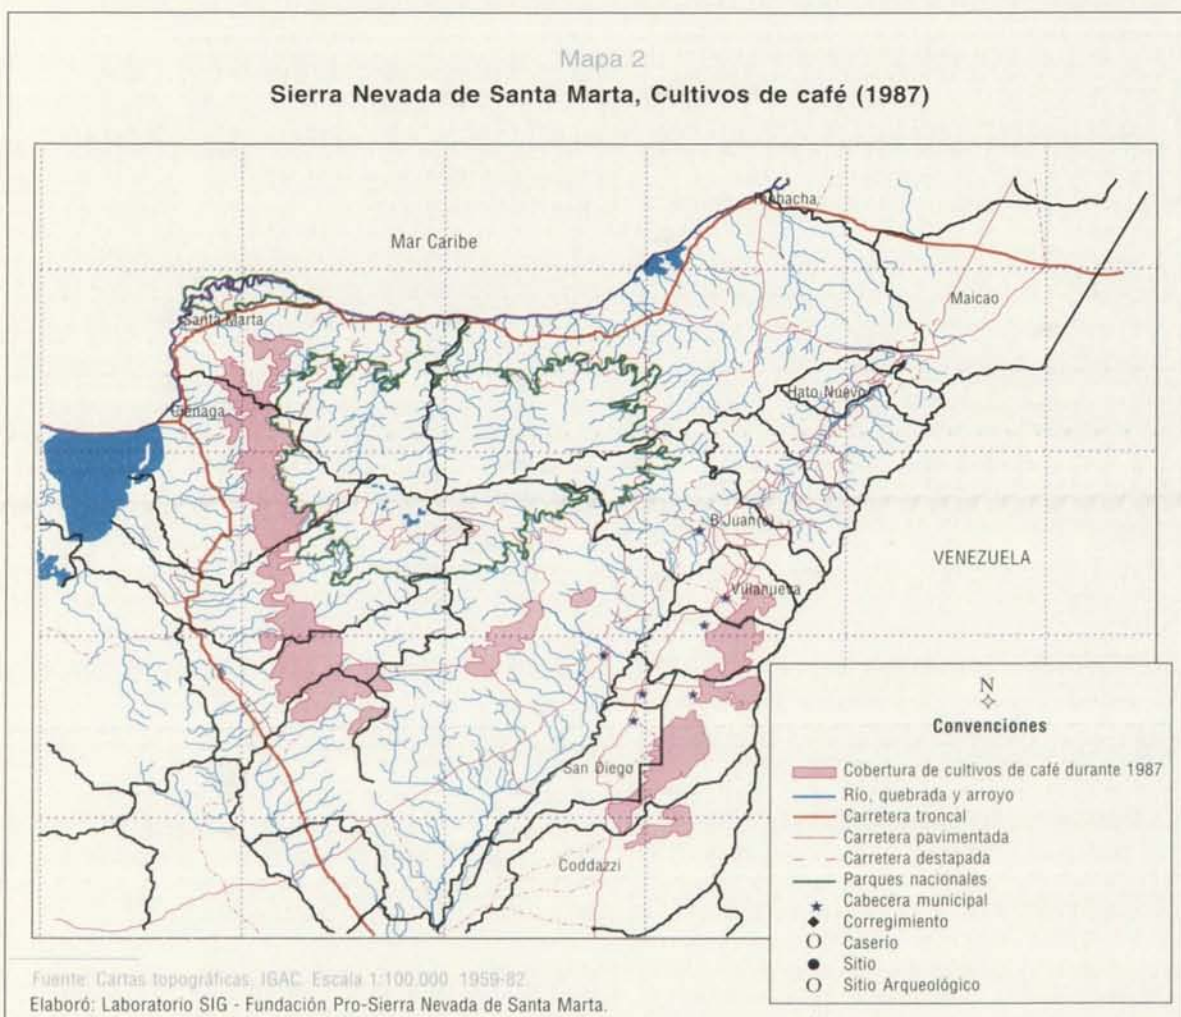 Mapa 2
Sierra Nevada de Santa Marta, Cultivos de café (1987)
Mar Caribe
Santa Marta
Maicao
Hato Nuevo
Ciénaga
VENEZUELA
Villanueva
San Diego
Coddazzi
N
Convenciones
Cobertura de cultivos de café durante 1987
Río, quebrada y arroyo
Carretera troncal
Carretera pavimentada
Carretera destapada
Parques nacionales
Cabecera municipal
Corregimiento
Caserío
Sitio
Sitio Arqueológico
Fuente: Cartas topográficas, IGAC. Escala 1:100.000 1959-82.
Elaboró: Laboratorio SIG - Fundación Pro-Sierra Nevada de Santa Marta.